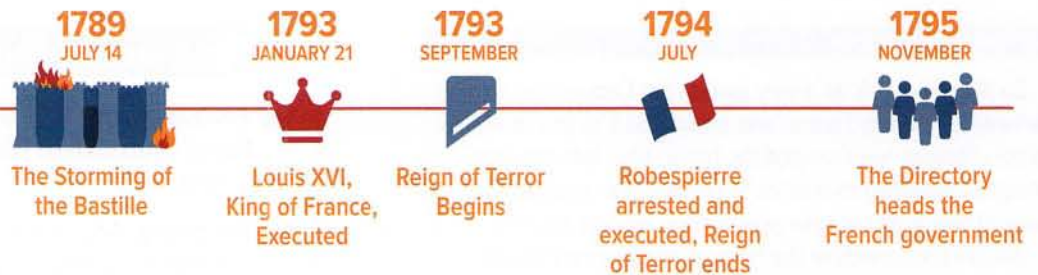 1789
JULY 14
The Storming of
the Bastille
1793
JANUARY 21
Louis XVI,
King of France,
Executed
1793
SEPTEMBER
Reign of Terror
Begins
1794
JULY
Robespierre
arrested and
executed, Reign
of Terror ends
1795
NOVEMBER
The Directory
heads the
French government